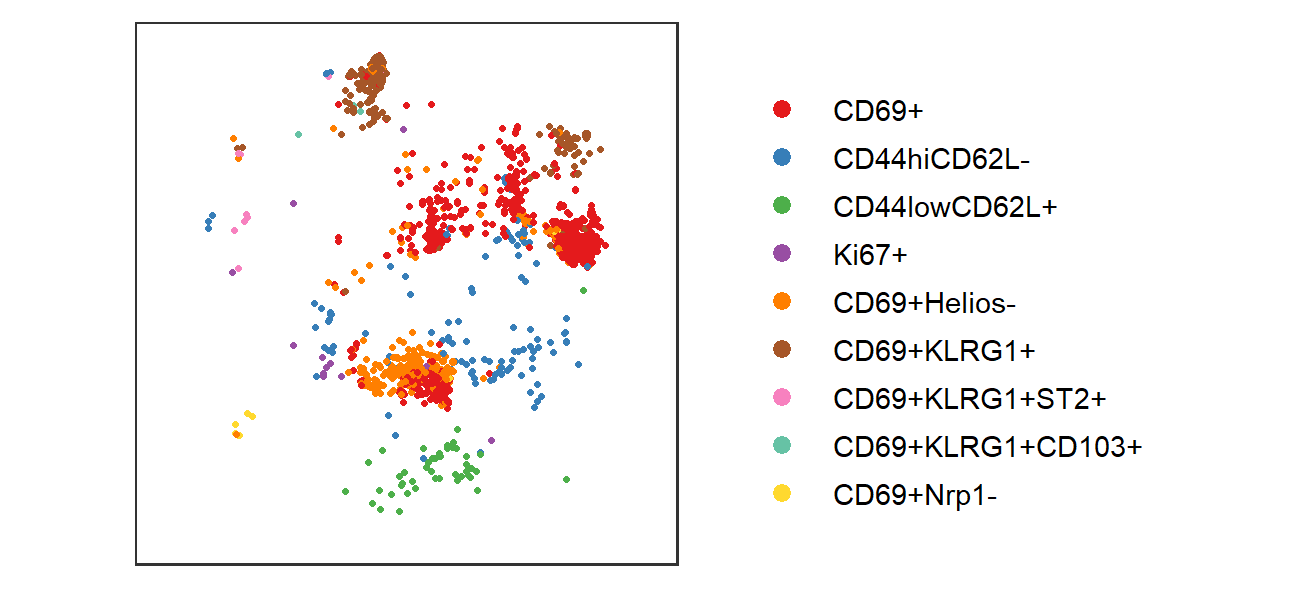 CD69+
CD44hiCD62L-
CD44lowCD62L+
Ki67+
CD69+Helios-
CD69+KLRG1+
CD69+KLRG1+ST2+
CD69+KLRG1+CD103+
CD69+Nrp1-